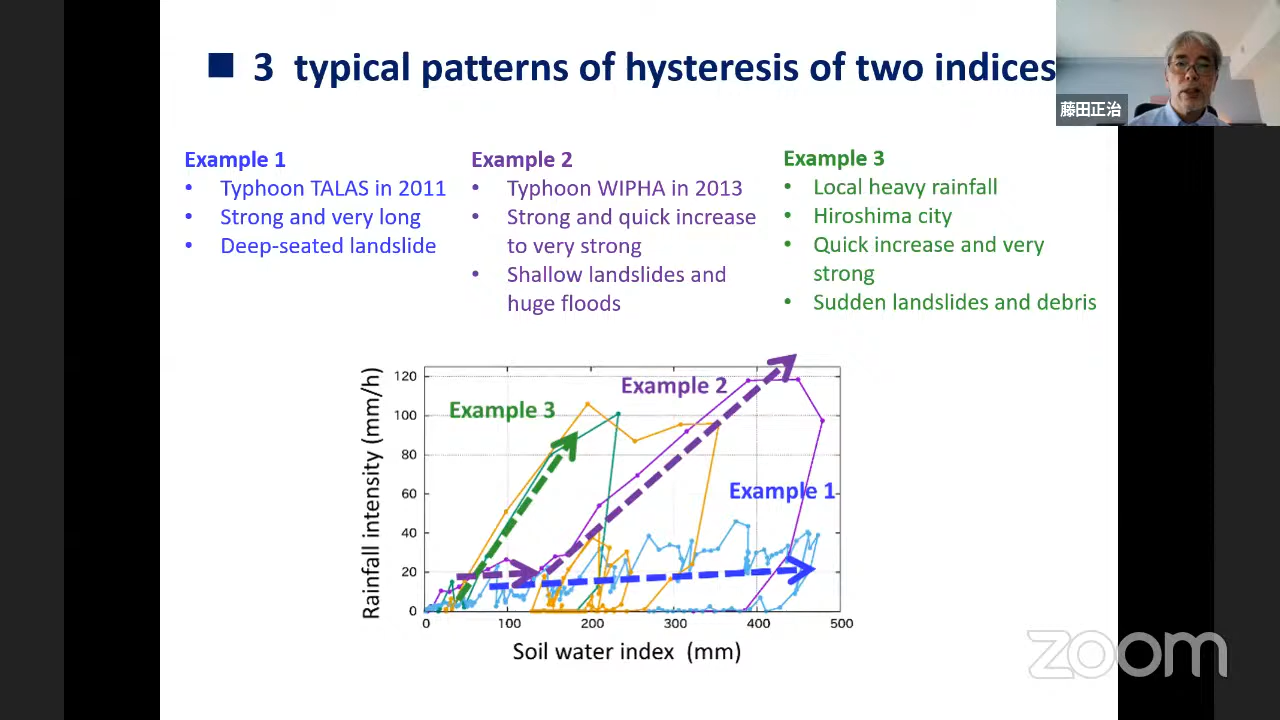 ■ 3 typical patterns of hysteresis of two indices
藤田正治
Example 1
• Typhoon TALAS in 2011
• Strong and very long
• Deep-seated landslide
Example 2
• Typhoon WIPHA in 2013
• Strong and quick increase
to very strong
• Shallow landslides and
huge floods
Example 3
• Local heavy rainfall
• Hiroshima city
• Quick increase and very
strong
• Sudden landslides and debris
Rainfall intensity (mm/h)
120
100
80
60
40
20
0
Example 3
Example 2
Example 1
0 100 200 300 400 500
Soil water index (mm)
zoom